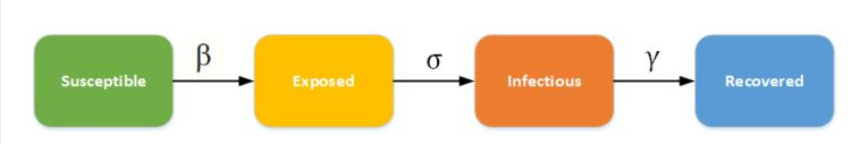 β
σ
γ
Susceptible
Exposed
Infectious
Recovered